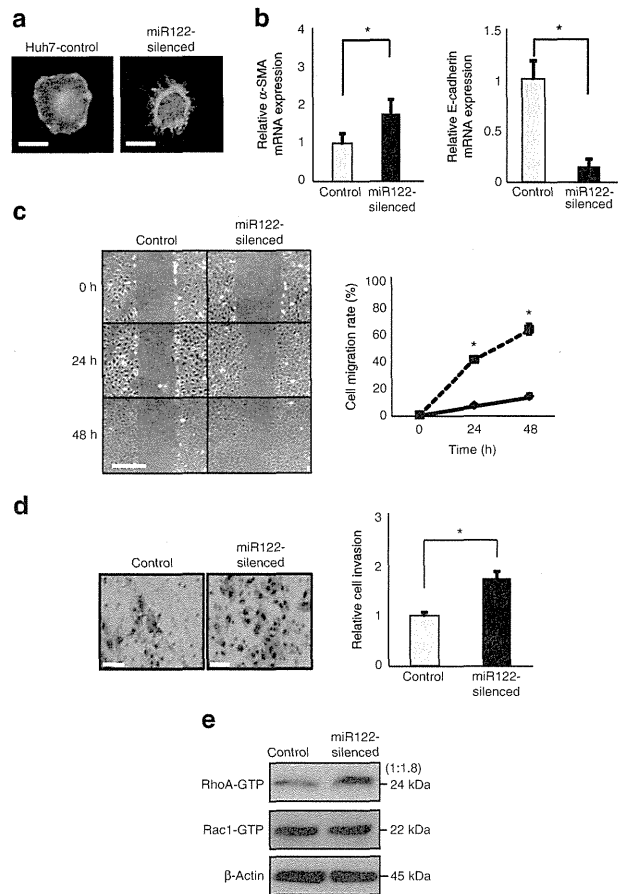 a
Huh7-control
miR122-
silenced
b
Relative α-SMA
mRNA expression
4
3
2
1
0
*
Control
miR122-
silenced
Relative E-cadherin
mRNA expression
1.5
1
0.5
0
*
Control
miR122-
silenced
c
Control
miR122-
silenced
0 h
24 h
48 h
Cell migration rate (%)
100
80
60
40
20
0
*
*
0
24
48
Time (h)
d
Control
miR122-
silenced
Relative cell invasion
3
2
1
0
*
Control
miR122-
silenced
e
Control
miR122-
silenced
(1:1.8)
RhoA-GTP
24 kDa
Rac1-GTP
22 kDa
β-Actin
45 kDa